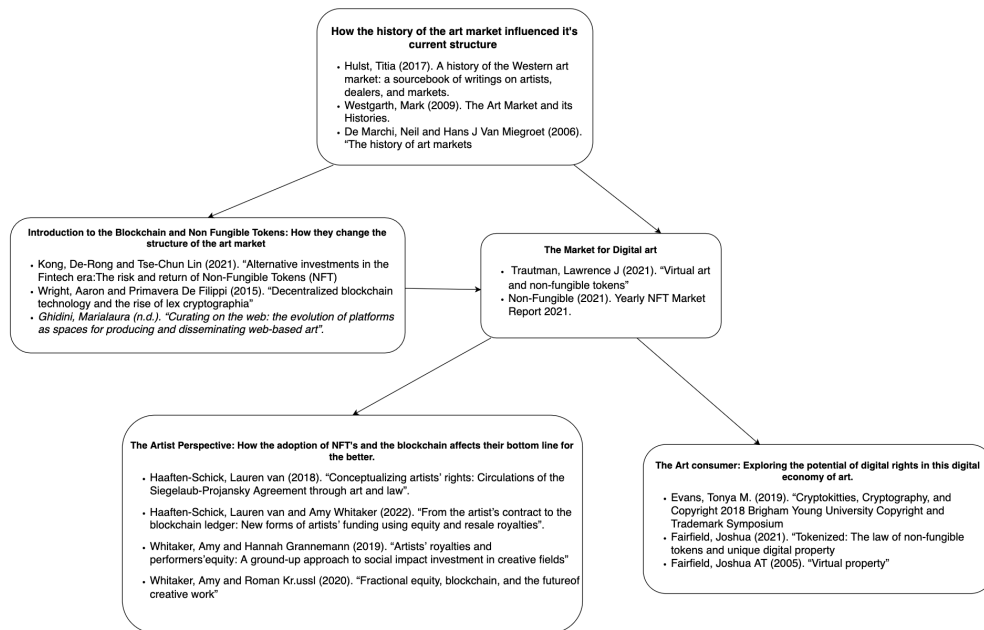 How the history of the art market influenced it's
current structure
• Hulst, Titia (2017). A history of the Western art
market: a sourcebook of writings on artists,
dealers, and markets.
• Westgarth, Mark (2009). The Art Market and its
Histories.
• De Marchi, Neil and Hans J Van Miegroet (2006).
“The history of art markets
Introduction to the Blockchain and Non Fungible Tokens: How they change the
structure of the art market
• Kong, De-Rong and Tse-Chun Lin (2021). “Alternative investments in the
Fintech era:The risk and return of Non-Fungible Tokens (NFT)
• Wright, Aaron and Primavera De Filippi (2015). “Decentralized blockchain
technology and the rise of lex cryptographia”
• Ghidini, Marialaura (n.d.). “Curating on the web: the evolution of platforms
as spaces for producing and disseminating web-based art”.
The Market for Digital art
• Trautman, Lawrence J (2021). “Virtual art
and non-fungible tokens”
• Non-Fungible (2021). Yearly NFT Market
Report 2021.
The Artist Perspective: How the adoption of NFT's and the blockchain affects their bottom line for
the better.
• Haaften-Schick, Lauren van (2018). “Conceptualizing artists’ rights: Circulations of the
Siegelaub-Projansky Agreement through art and law”.
• Haaften-Schick, Lauren van and Amy Whitaker (2022). “From the artist’s contract to the
blockchain ledger: New forms of artists’ funding using equity and resale royalties”.
• Whitaker, Amy and Hannah Grannemann (2019). “Artists’ royalties and
performers’equity: A ground-up approach to social impact investment in creative fields”
• Whitaker, Amy and Roman Kr.ussl (2020). “Fractional equity, blockchain, and the futureof
creative work”
The Art consumer: Exploring the potential of digital rights in this digital
economy of art.
• Evans, Tonya M. (2019). “Cryptokitties, Cryptography, and
Copyright 2018 Brigham Young University Copyright and
Trademark Symposium
• Fairfield, Joshua (2021). “Tokenized: The law of non-fungible
tokens and unique digital property
• Fairfield, Joshua AT (2005). “Virtual property”